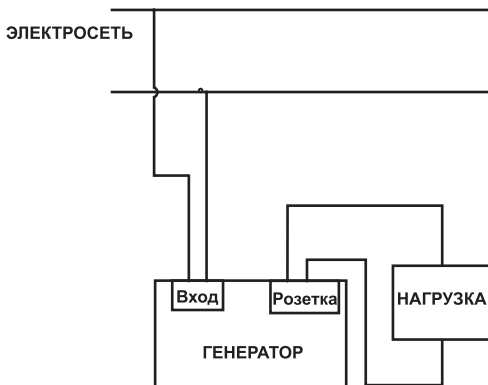 ЭЛЕКТРОСЕТЬ
Вход
Розетка
НАГРУЗКА
ГЕНЕРАТОР